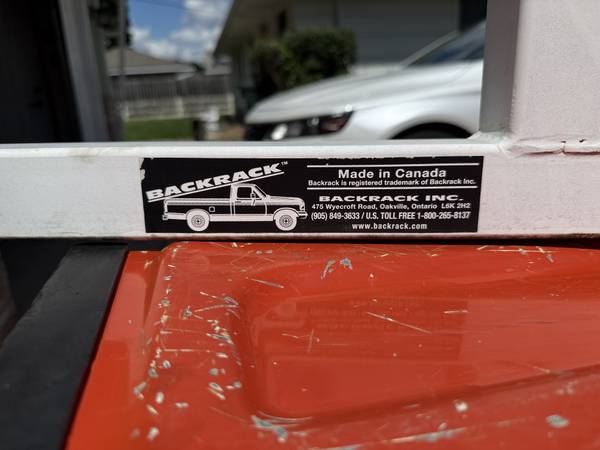 BACKRACK™
Made in Canada
Backrack is registered trademark of Backrack Inc.
BACKRACK INC.
475 Wyecroft Road, Oakville, Ontario L6K 2H2
(905) 849-3633 / U.S. TOLL FREE 1-800-265-8137
www.backrack.com